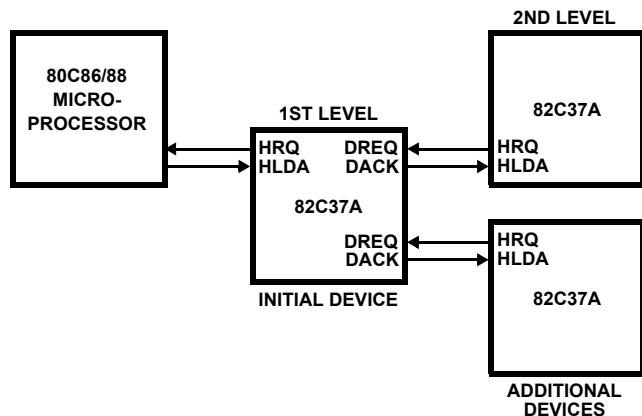 2ND LEVEL
80C86/88
MICRO-
PROCESSOR
82C37A
1ST LEVEL
HRQ DREQ
HLDA DACK
HRQ
HLDA
82C37A
DREQ
DACK
HRQ
HLDA
INITIAL DEVICE
82C37A
ADDITIONAL
DEVICES